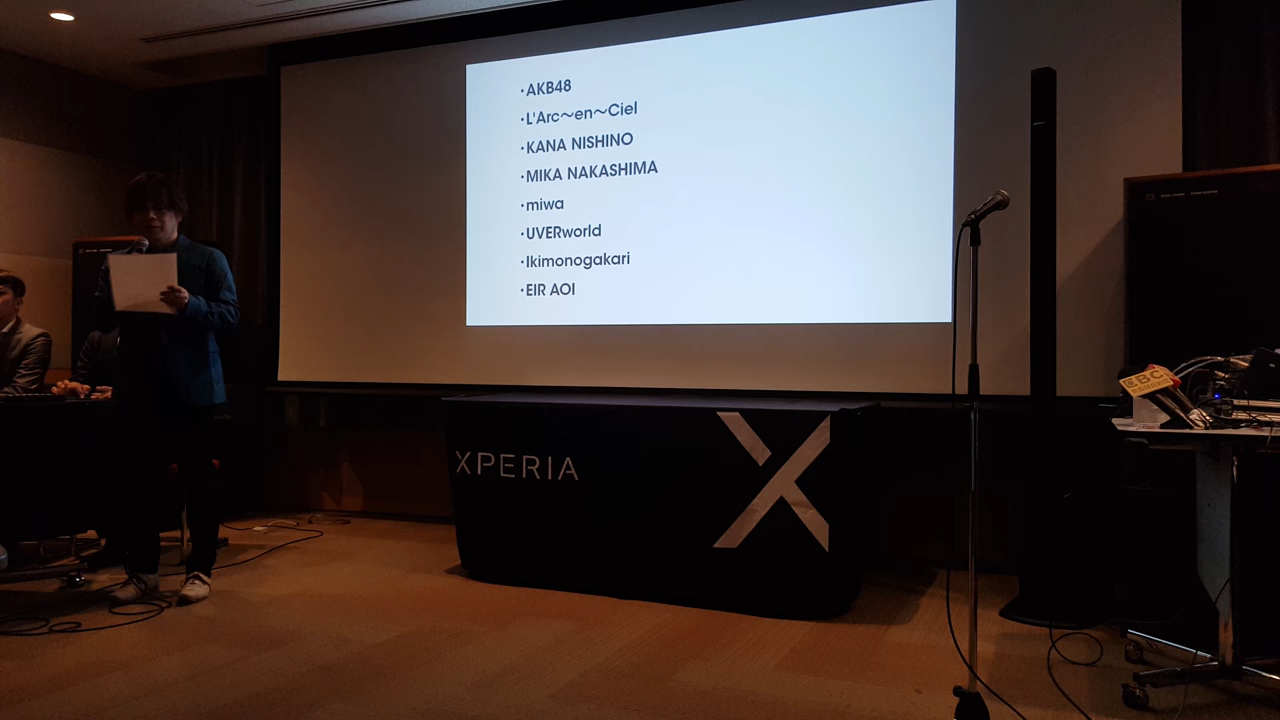 ·AKB48
·L'Arc～en～Ciel
·KANA NISHINO
·MIKA NAKASHIMA
·miwa
·UVERworld
·Ikimonogakari
·EIR AOI
XPERIA
X
CBC